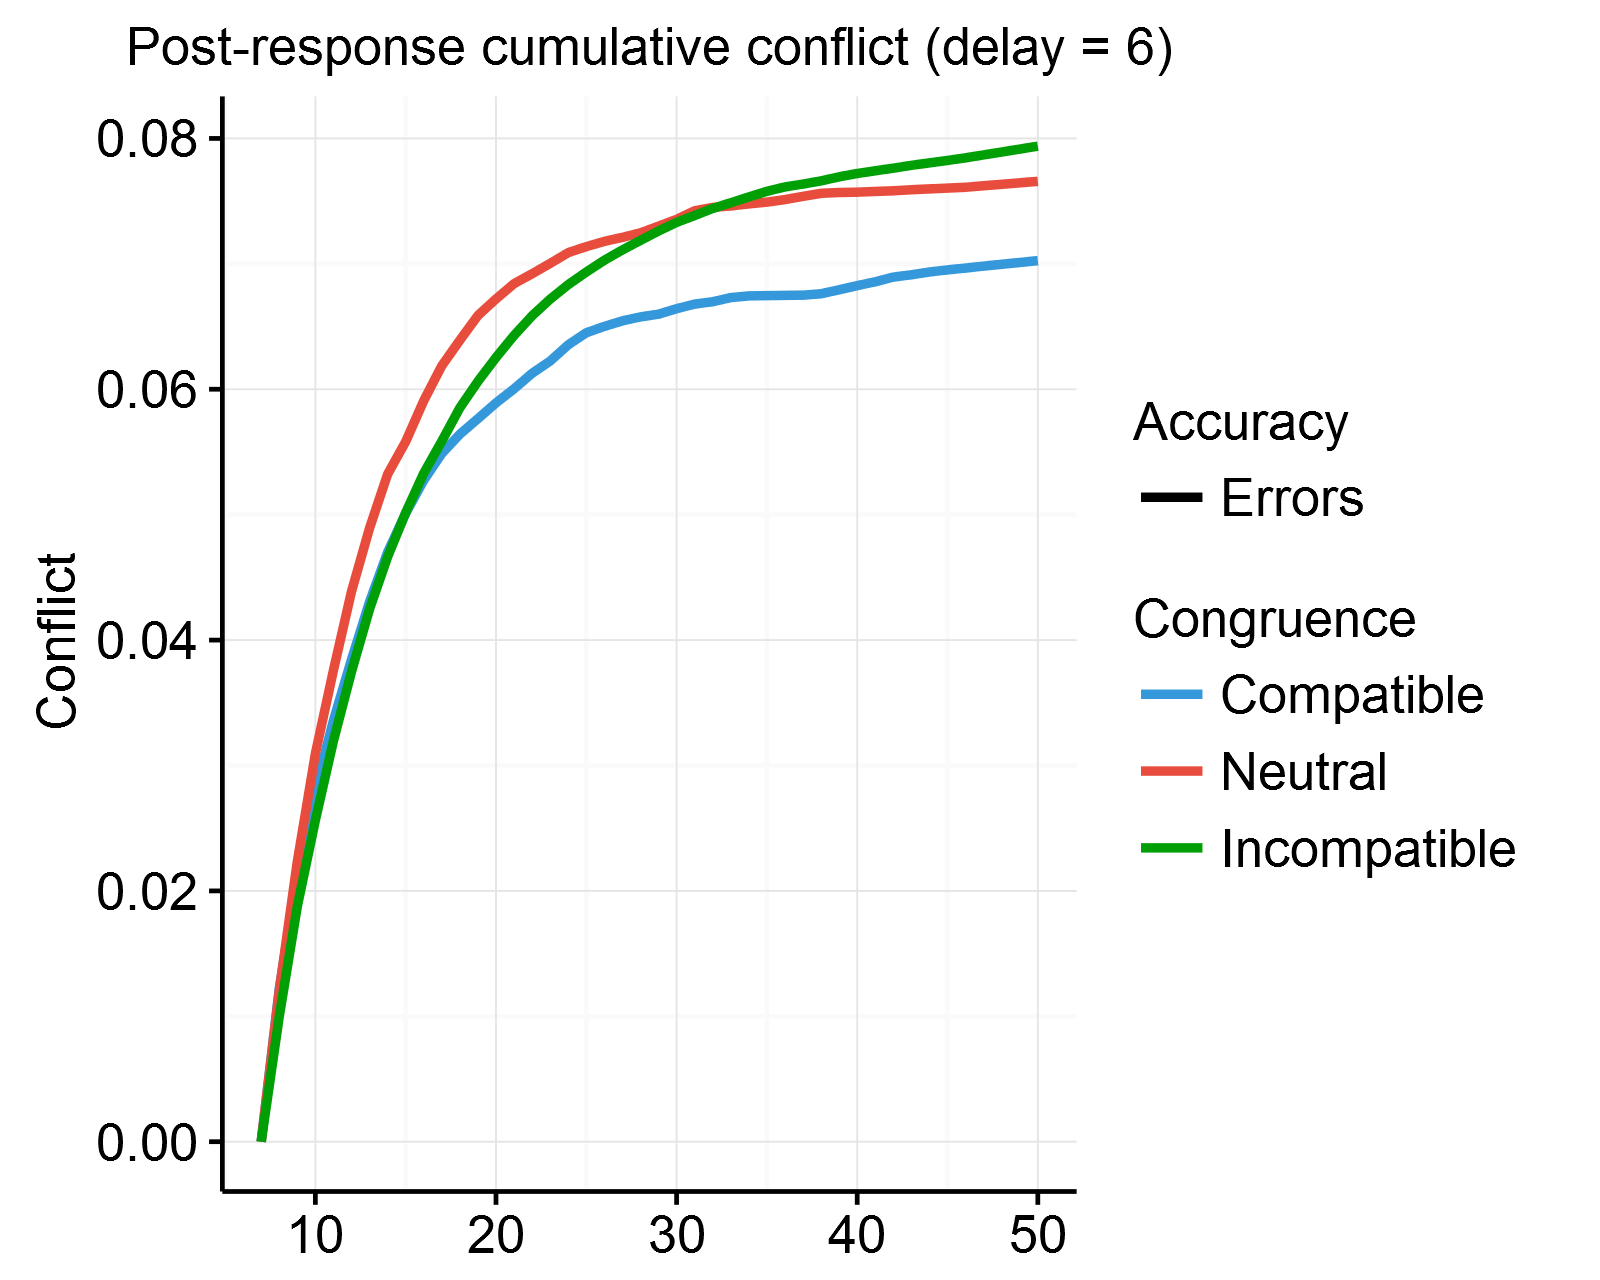 Post-response cumulative conflict (delay = 6)
0.08
0.06
0.04
0.02
0.00
Conflict
10 20 30 40 50
Accuracy
Errors
Congruence
Compatible
Neutral
Incompatible